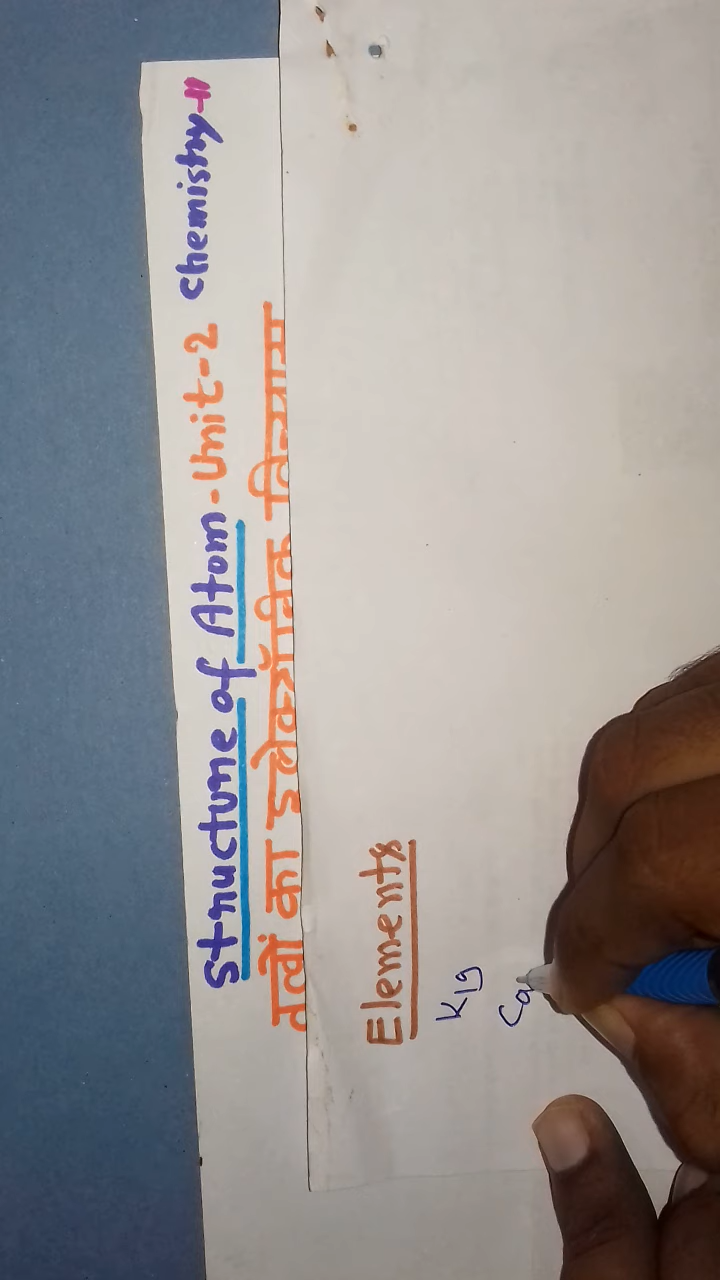 Structure of Atom - Unit-2 chemistry-11
तत्वों का इलेक्ट्रॉनिक विन्यास
Elements
K19
Ca